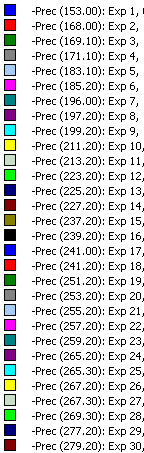 -Prec (153.00): Exp 1,
-Prec (168.00): Exp 2,
-Prec (169.10): Exp 3,
-Prec (171.10): Exp 4,
-Prec (183.10): Exp 5,
-Prec (185.20): Exp 6,
-Prec (196.00): Exp 7,
-Prec (197.20): Exp 8,
-Prec (199.20): Exp 9,
-Prec (211.20): Exp 10,
-Prec (213.20): Exp 11,
-Prec (223.20): Exp 12,
-Prec (225.20): Exp 13,
-Prec (227.20): Exp 14,
-Prec (237.20): Exp 15,
-Prec (239.20): Exp 16,
-Prec (241.00): Exp 17,
-Prec (241.20): Exp 18,
-Prec (251.20): Exp 19,
-Prec (253.20): Exp 20,
-Prec (255.20): Exp 21,
-Prec (257.20): Exp 22,
-Prec (259.20): Exp 23,
-Prec (265.20): Exp 24,
-Prec (265.30): Exp 25,
-Prec (267.20): Exp 26,
-Prec (267.30): Exp 27,
-Prec (269.30): Exp 28,
-Prec (277.20): Exp 29,
-Prec (279.20): Exp 30,